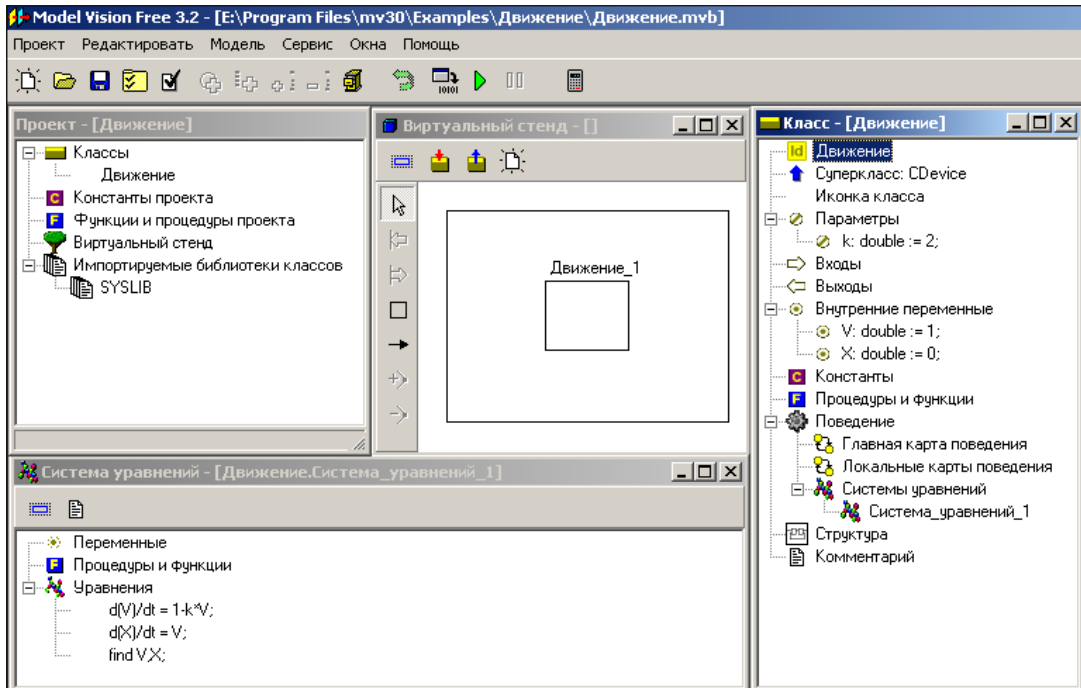 Model Vision Free 3.2 - [E:\Program Files\mv30\Examples\Движение\Движение.mvb]
Проект Редактировать Модель Сервис Окна Помощь
10101
Проект - [Движение]
Классы
Движение
C Константы проекта
F Функции и процедуры проекта
Виртуальный стенд
Импортируемые библиотеки классов
SYSLIB
Виртуальный стенд - []
Движение_1
Класс - [Движение]
Id Движение
Суперкласс: CDevice
Иконка класса
Параметры
k: double := 2;
Входы
Выходы
Внутренние переменные
V: double := 1;
X: double := 0;
C Константы
F Процедуры и функции
Поведение
Главная карта поведения
Локальные карты поведения
Системы уравнений
Система_уравнений_1
Структура
Комментарий
Система уравнений - [Движение.Система_уравнений_1]
Переменные
F Процедуры и функции
Уравнения
d(V)/dt = 1-k*V;
d(X)/dt = V;
find V,X;